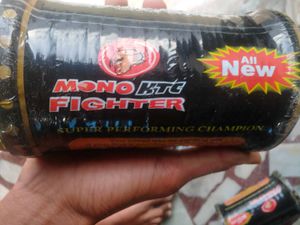 All
New
MONO KTC
FIGHTER
SUPER PERFORMING CHAMPION